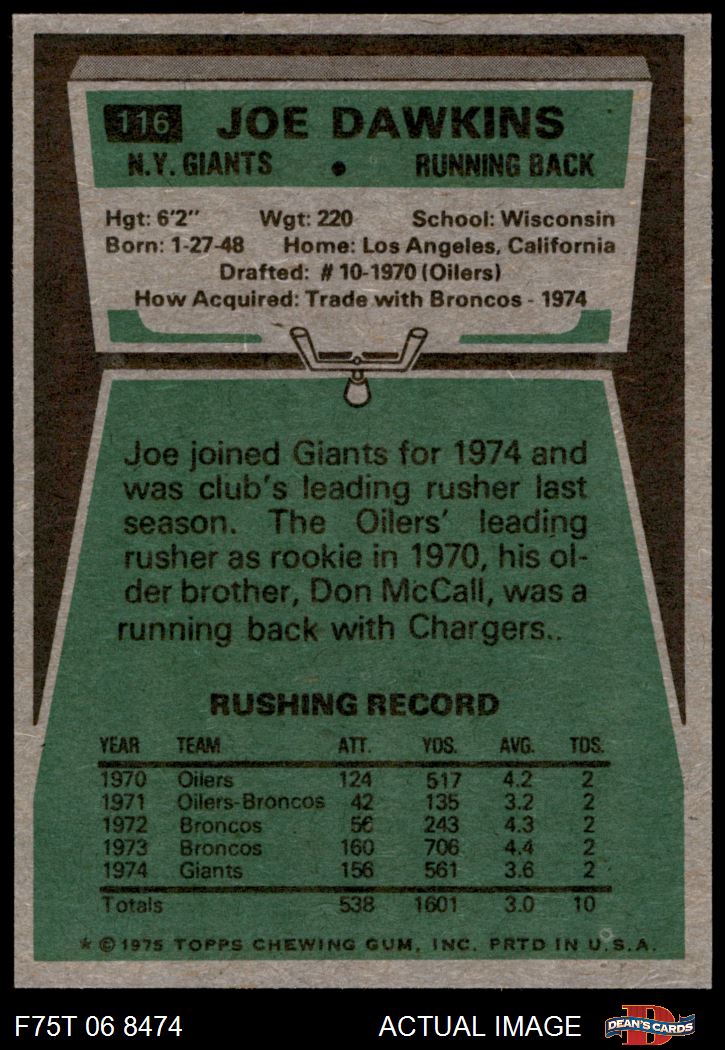 116 JOE DAWKINS
N.Y. GIANTS • RUNNING BACK
Hgt: 6'2" Wgt: 220 School: Wisconsin
Born: 1-27-48 Home: Los Angeles, California
Drafted: #10-1970 (Oilers)
How Acquired: Trade with Broncos - 1974
Joe joined Giants for 1974 and
was club's leading rusher last
season. The Oilers' leading
rusher as rookie in 1970, his ol-
der brother, Don McCall, was a
running back with Chargers..
RUSHING RECORD
YEAR TEAM ATT. YDS. AVG. TDS.
1970 Oilers 124 517 4.2 2
1971 Oilers-Broncos 42 135 3.2 2
1972 Broncos 56 243 4.3 2
1973 Broncos 160 706 4.4 2
1974 Giants 156 561 3.6 2
Totals 538 1601 3.0 10
* © 1975 TOPPS CHEWING GUM, INC. PRTD IN U.S.A.
F75T 06 8474 ACTUAL IMAGE DEAN'S CARDS